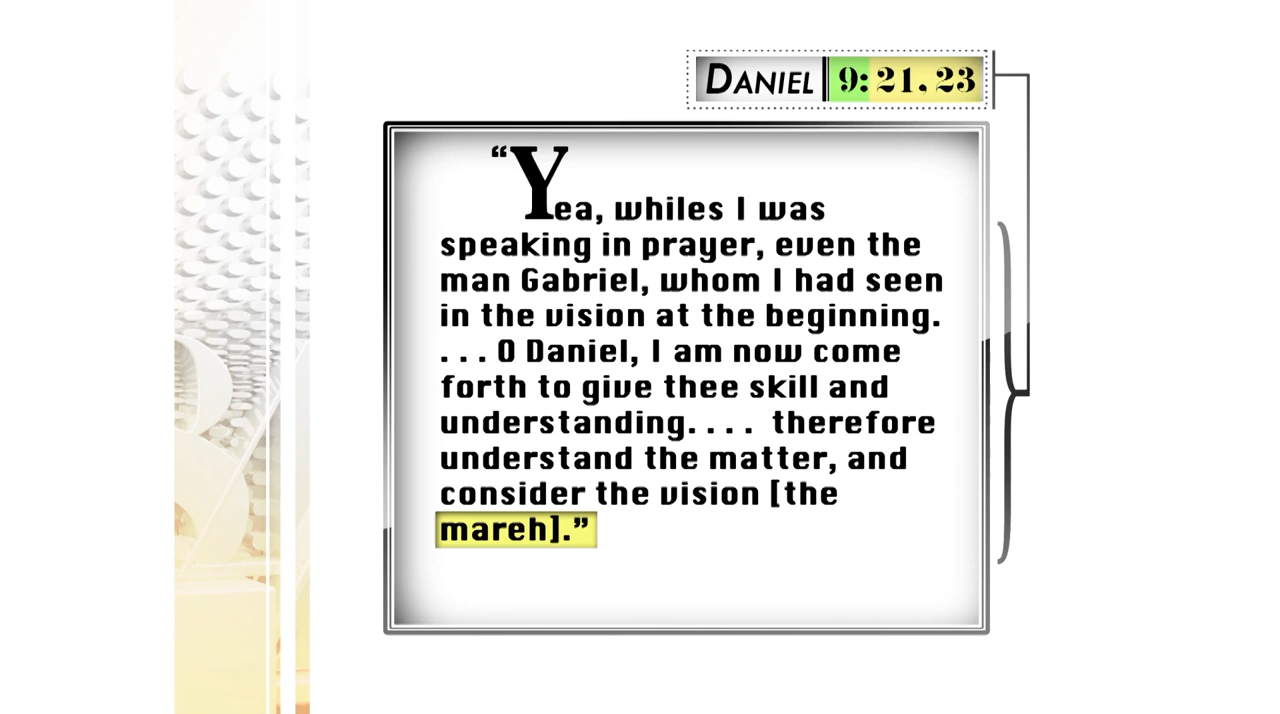 DANIEL 9: 21, 23
“Yea, whiles I was
speaking in prayer, even the
man Gabriel, whom I had seen
in the vision at the beginning.
. . . O Daniel, I am now come
forth to give thee skill and
understanding. . . . therefore
understand the matter, and
consider the vision [the
mareh].”